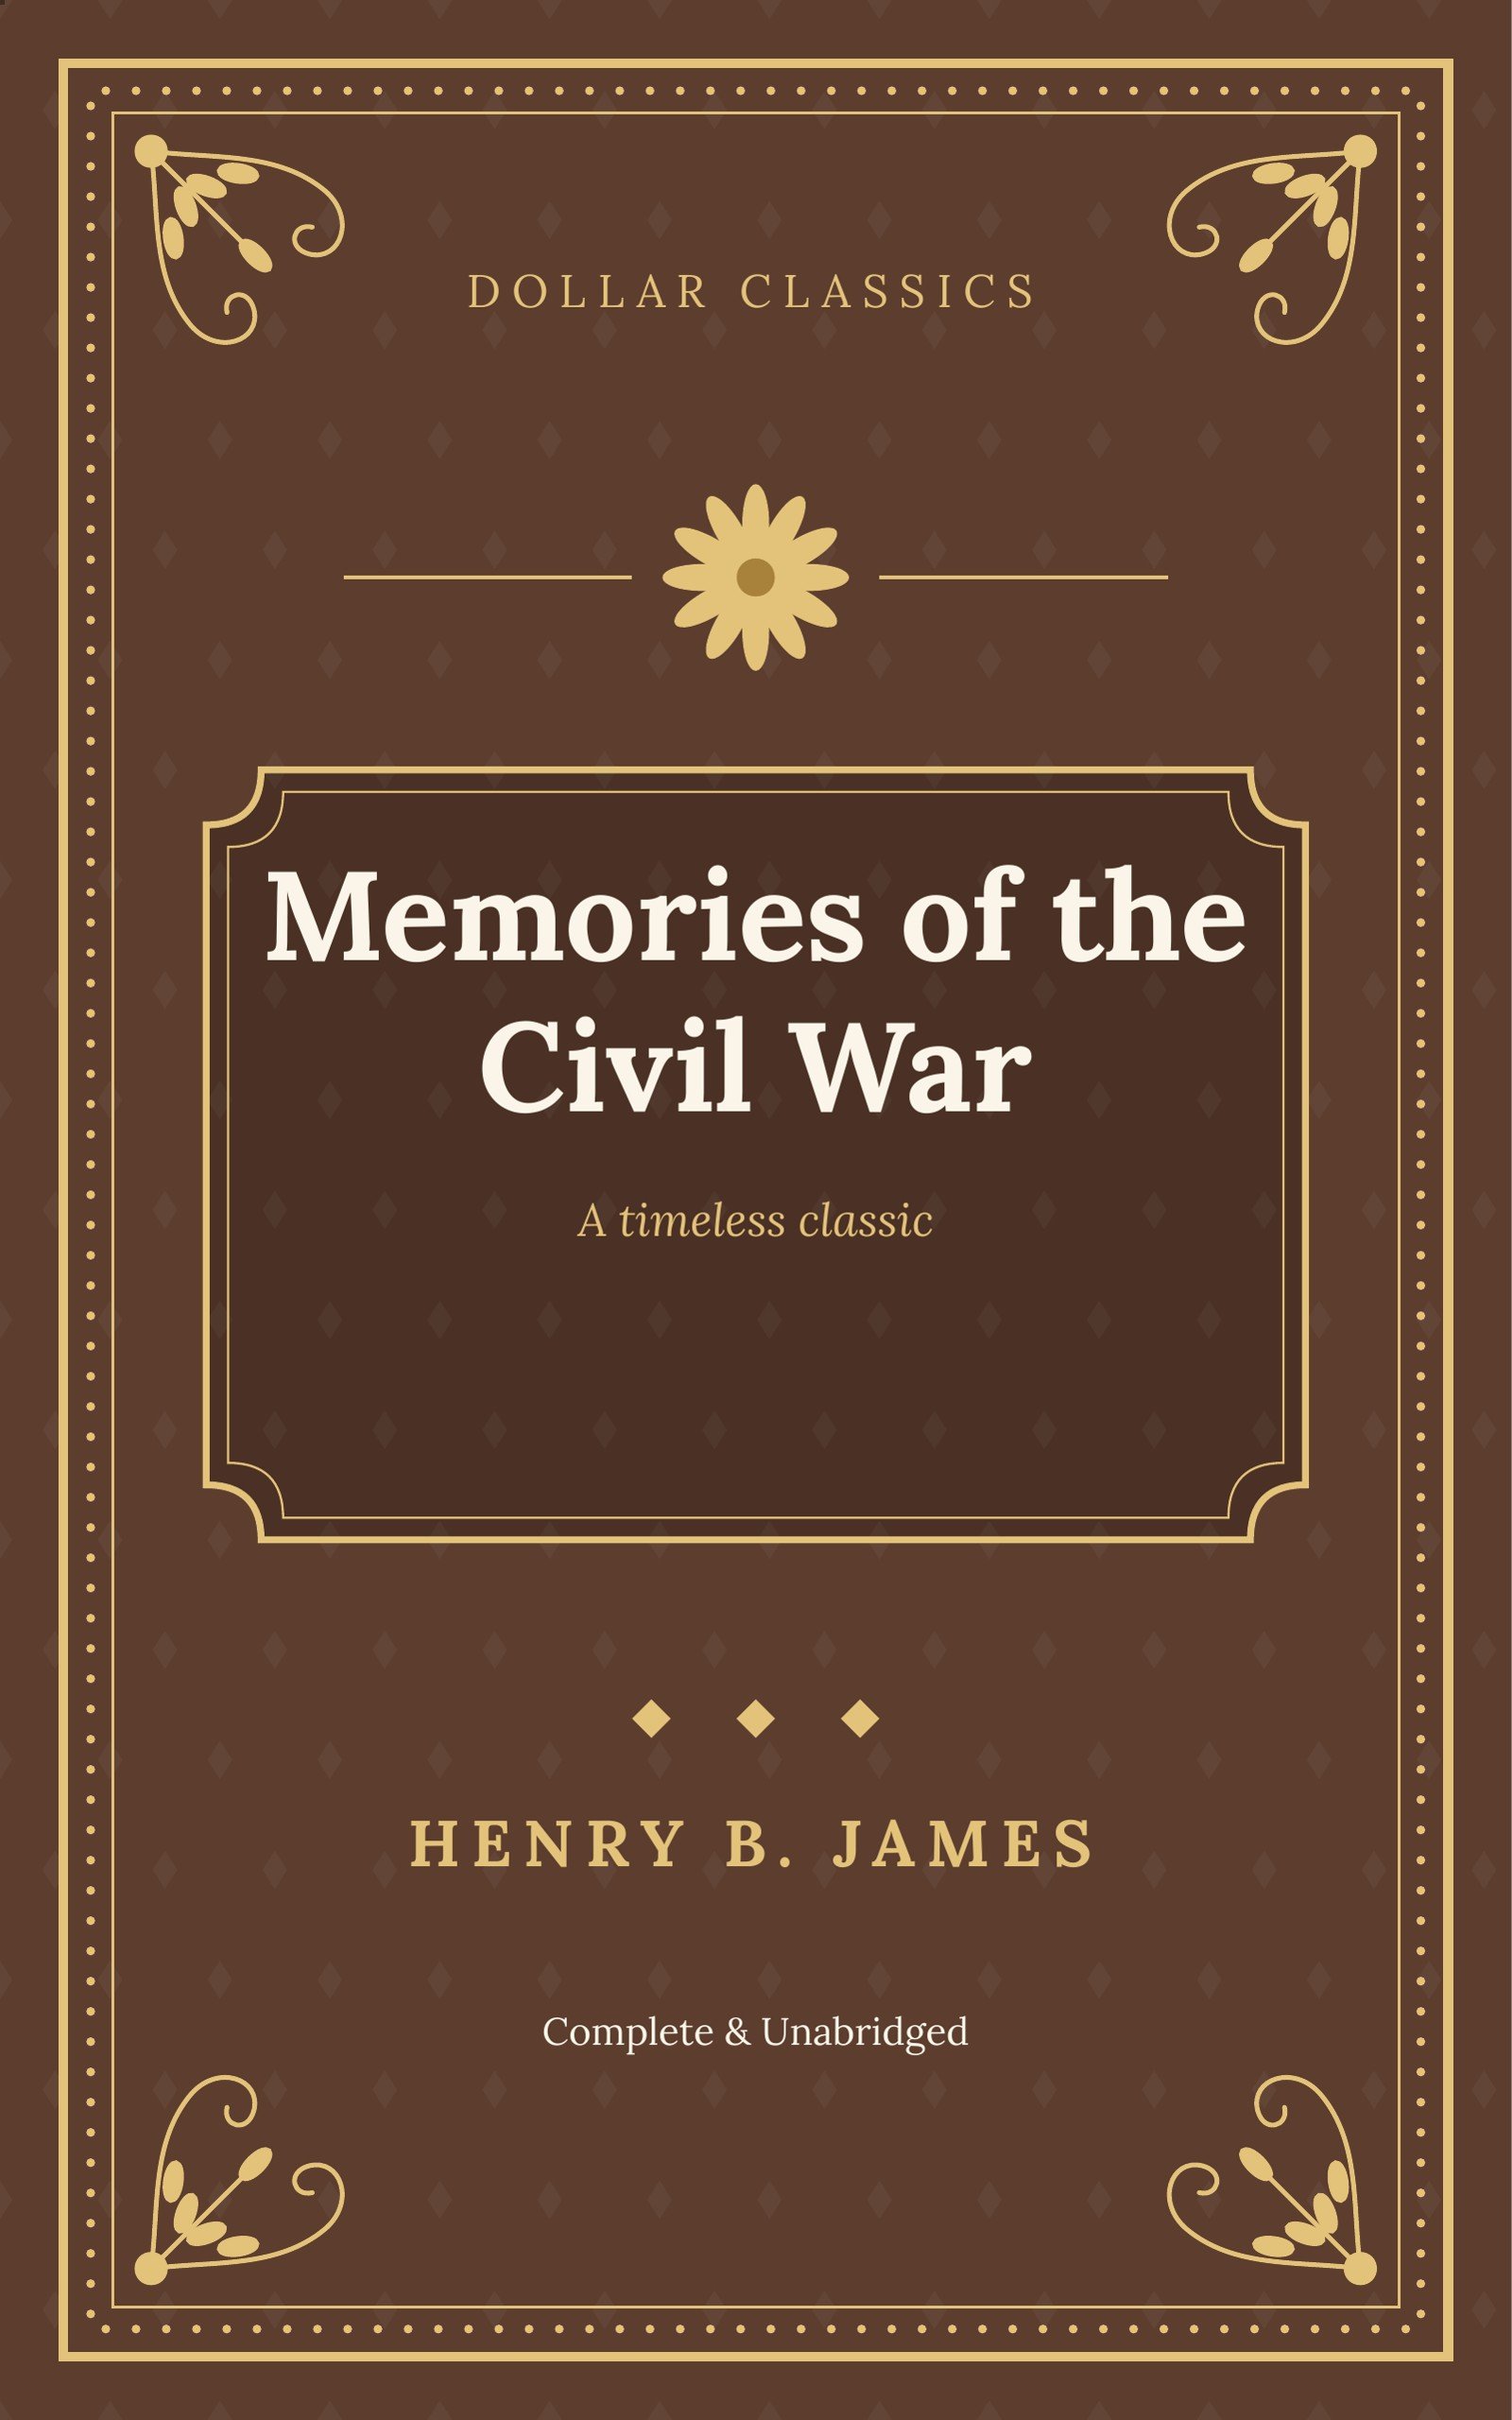 DOLLAR CLASSICS
Memories of the
Civil War
A timeless classic
HENRY B. JAMES
Complete & Unabridged